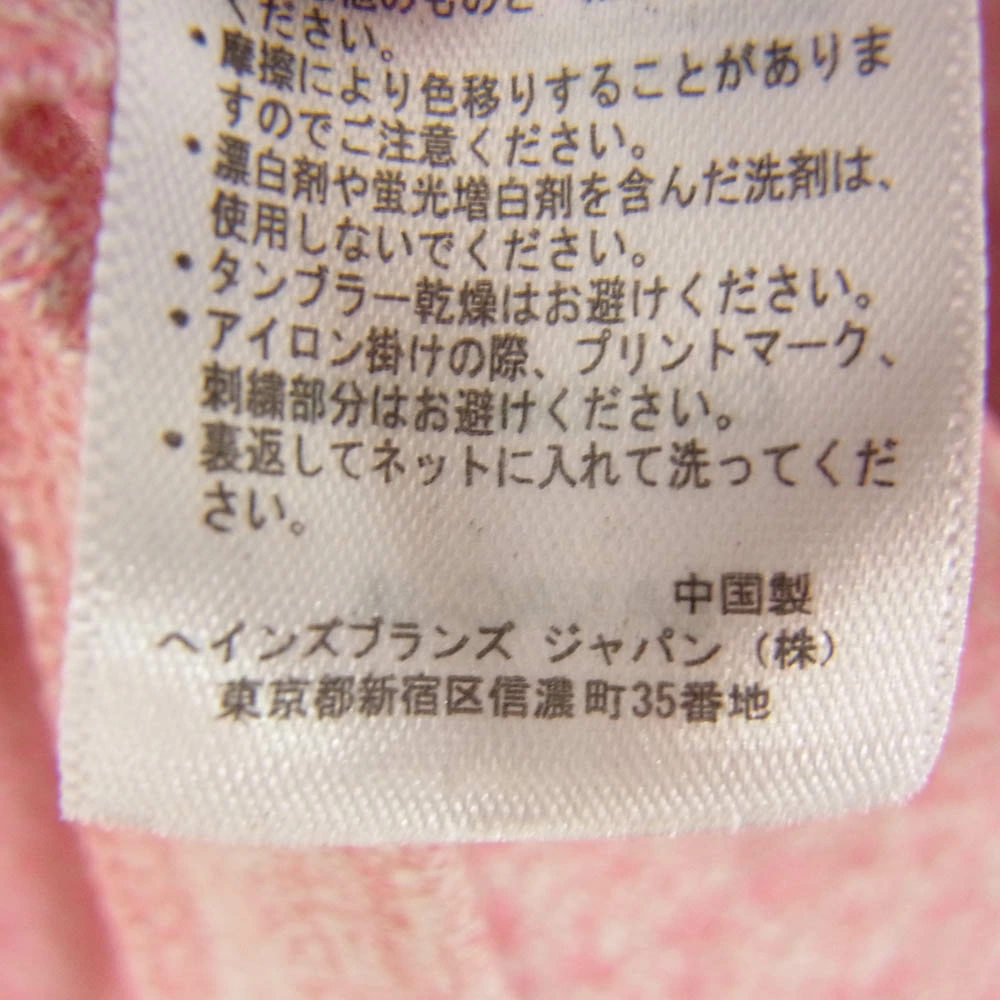 他のものと
ください。
・摩擦により色移りすることがありま
すのでご注意ください。
・漂白剤や蛍光増白剤を含んだ洗剤は、
使用しないでください。
・タンブラー乾燥はお避けください。
・アイロン掛けの際、プリントマーク、
刺繍部分はお避けください。
・裏返してネットに入れて洗ってくだ
さい。
中国製
ヘインズブランズ ジャパン（株）
東京都新宿区信濃町35番地